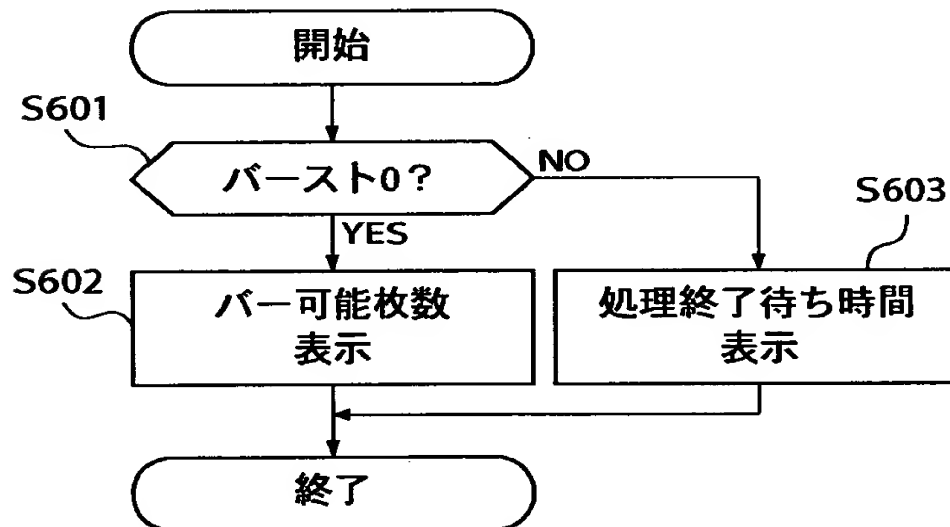 開始
S601
バースト0?
NO
YES
S603
S602
バー可能枚数
表示
処理終了待ち時間
表示
終了